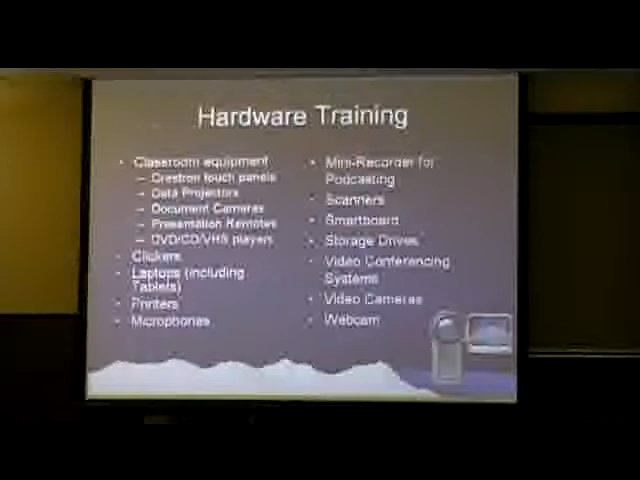 Hardware Training
• Classroom equipment
– Crestron touch panels
– Data Projectors
– Document Cameras
– Presentation Remotes
– DVD/CD/VHS players
• Clickers
• Laptops (including
Tablets)
• Printers
• Microphones
• Mini-Recorder for
Podcasting
• Scanners
• Smartboard
• Storage Drives
• Video Conferencing
Systems
• Video Cameras
• Webcam